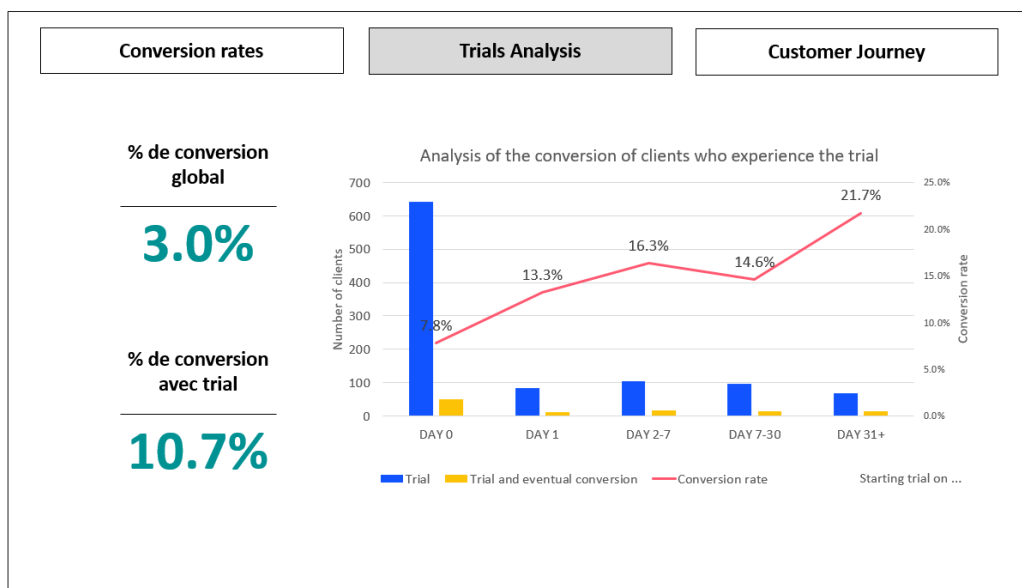 Conversion rates
Trials Analysis
Customer Journey
% de conversion
global
3.0%
% de conversion
avec trial
10.7%
Analysis of the conversion of clients who experience the trial
Number of clients
700
600
500
400
300
200
100
0
7.8%
13.3%
16.3%
14.6%
21.7%
25.0%
20.0%
15.0%
10.0%
5.0%
0.0%
Conversion rate
DAY 0
DAY 1
DAY 2-7
DAY 7-30
DAY 31+
Trial
Trial and eventual conversion
Conversion rate
Starting trial on ...